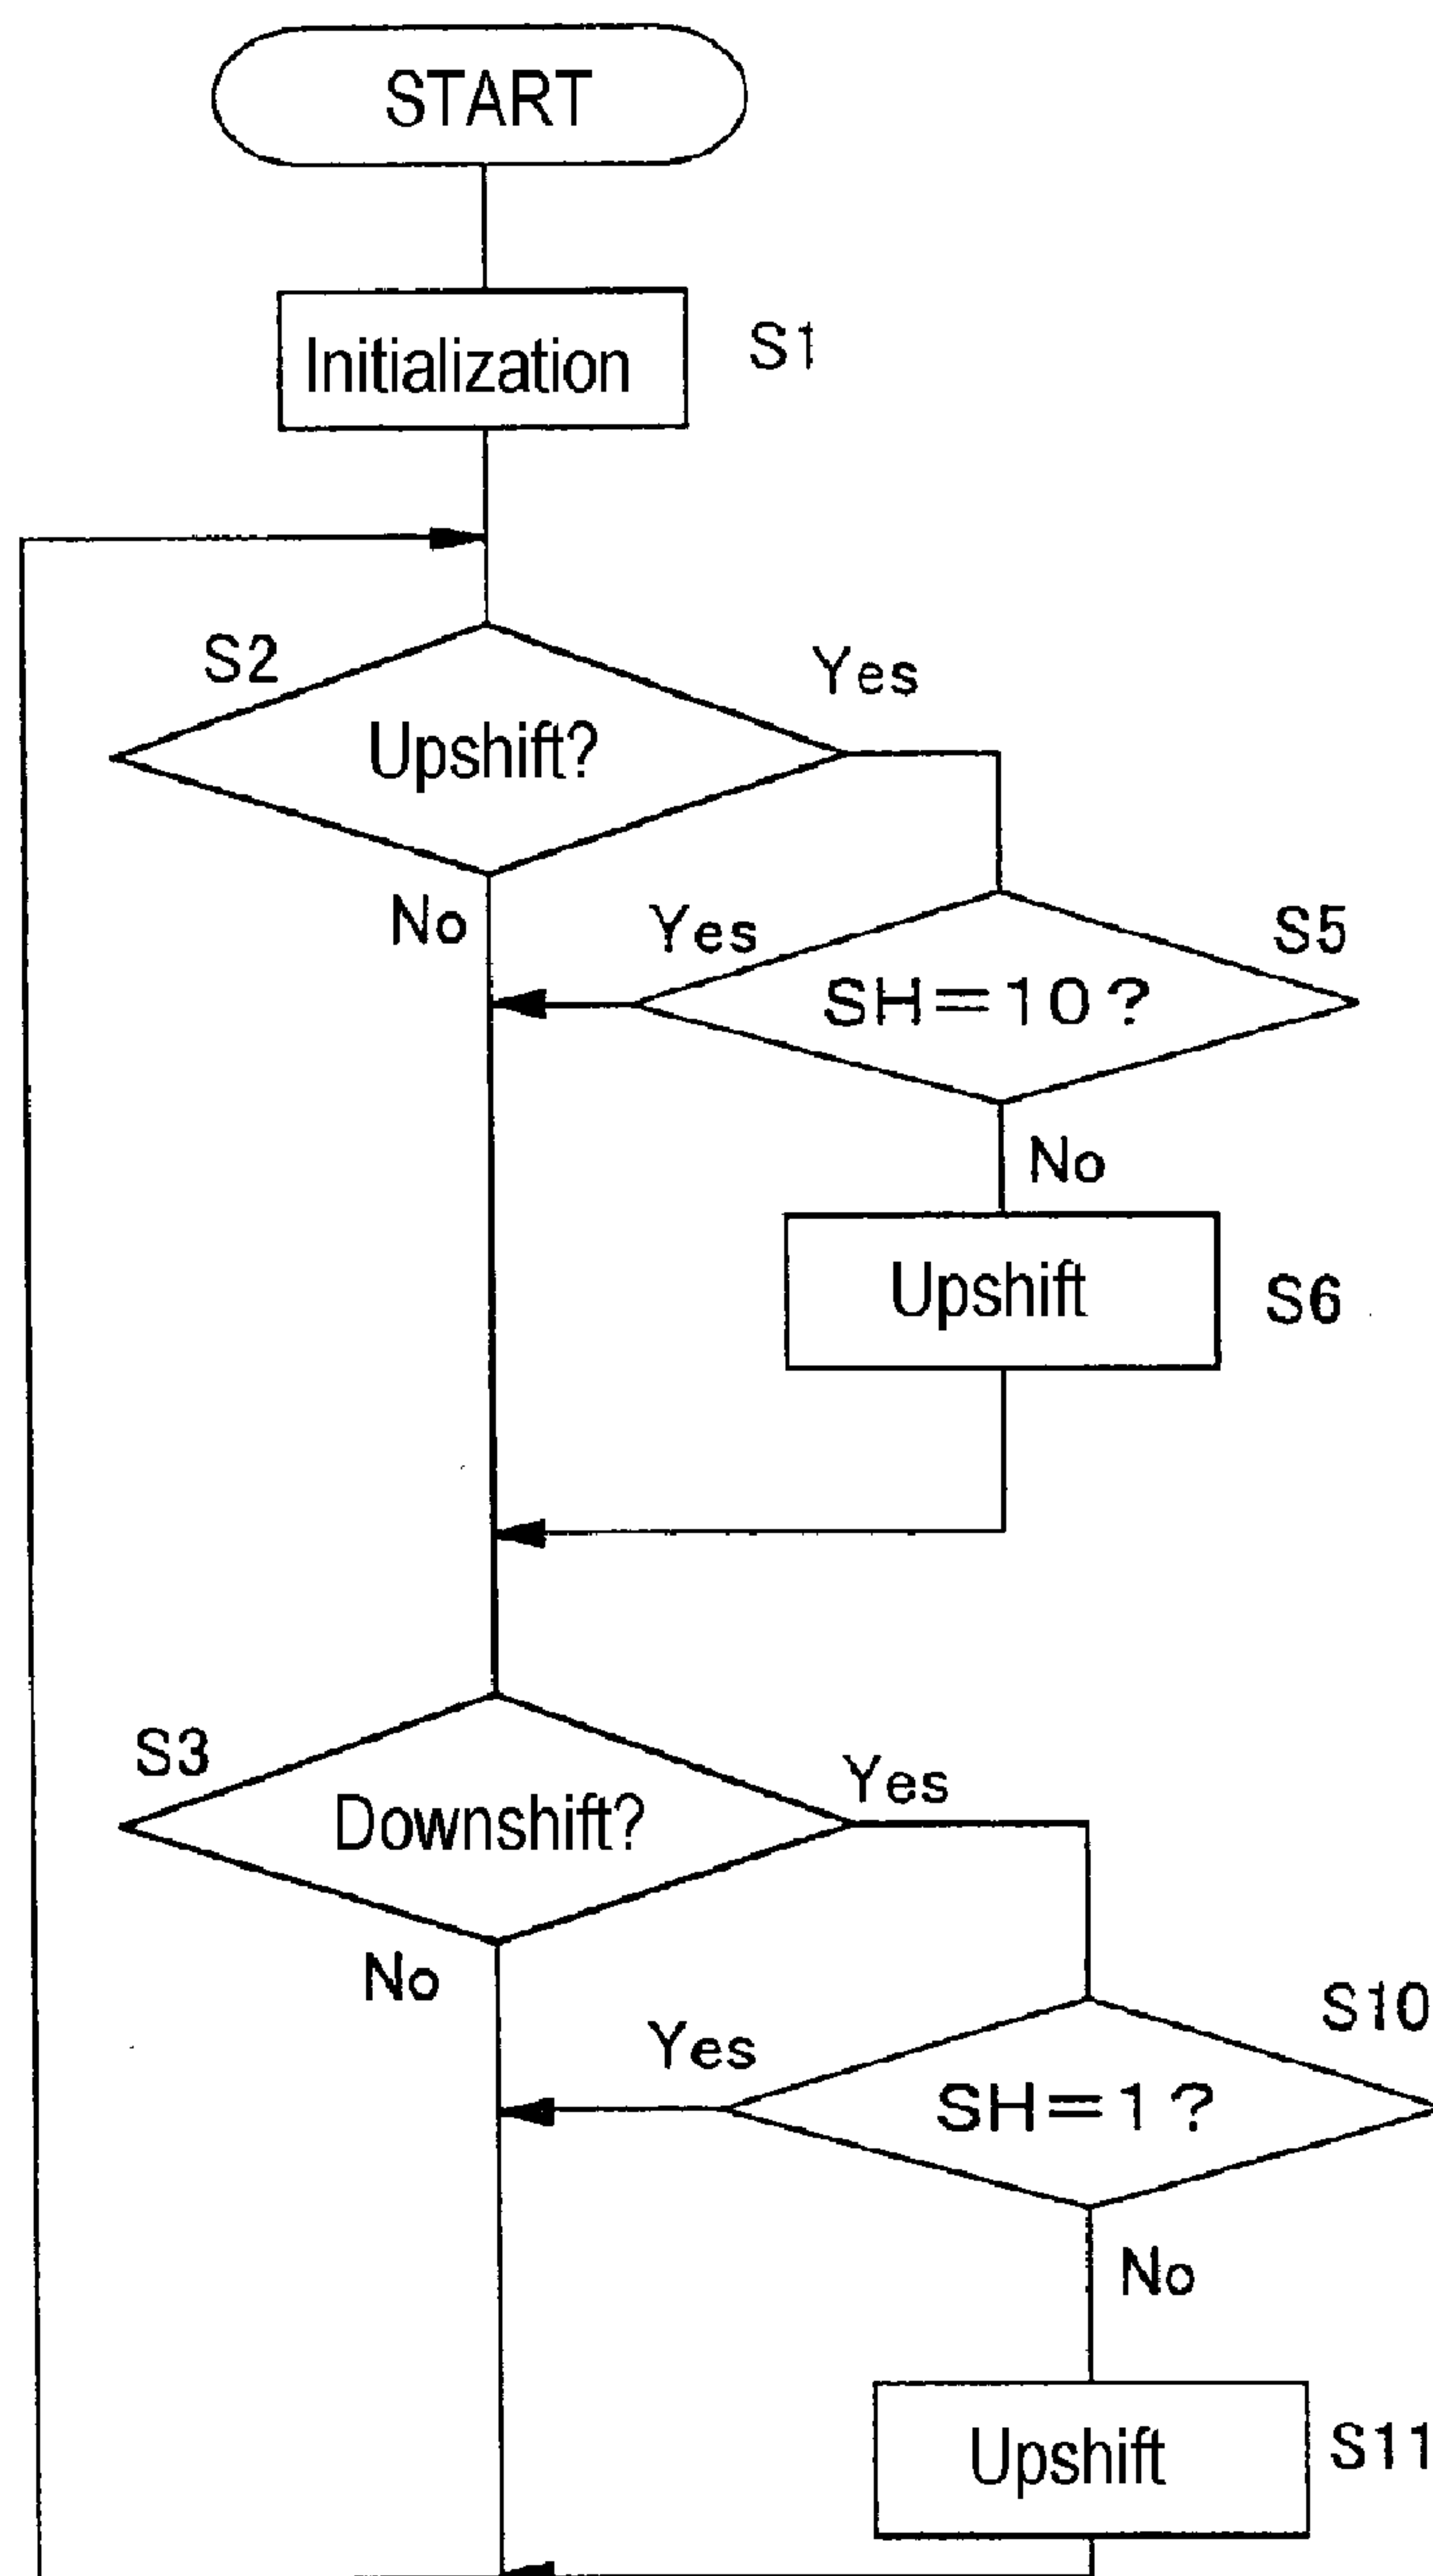 START
Initialization
S1
S2
Upshift?
Yes
No
Yes
SH=10?
S5
No
Upshift
S6
S3
Downshift?
Yes
No
Yes
SH=1?
S10
No
Upshift
S11